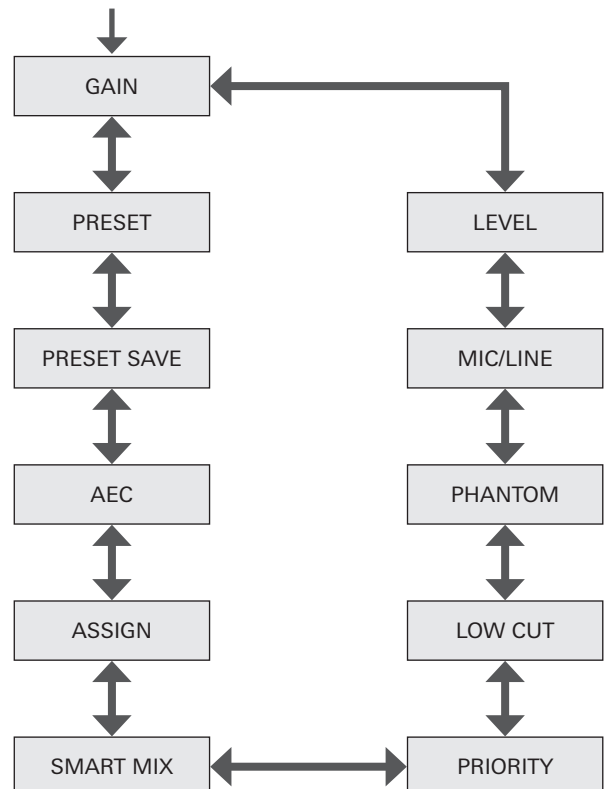 GAIN
PRESET
LEVEL
PRESET SAVE
MIC/LINE
AEC
PHANTOM
ASSIGN
LOW CUT
SMART MIX
PRIORITY